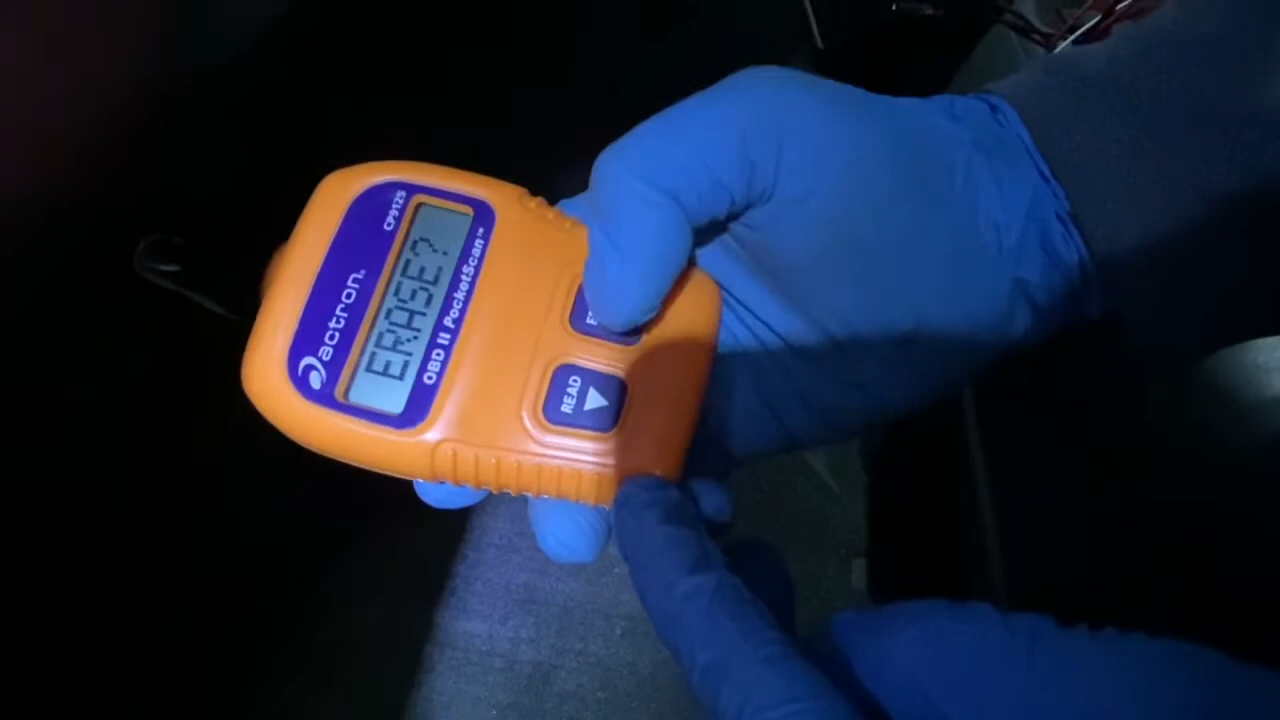 actron.
CP9125
ERASE?
OBD II PocketScan™
READ